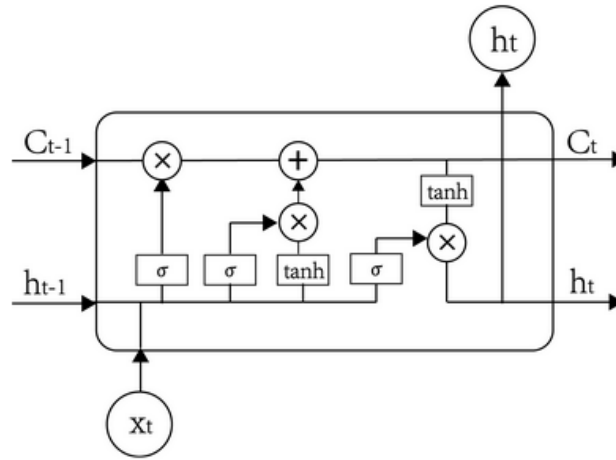 ht
Ct-1 × + Ct
tanh
× ×
σ σ tanh σ
ht-1 ht
xt